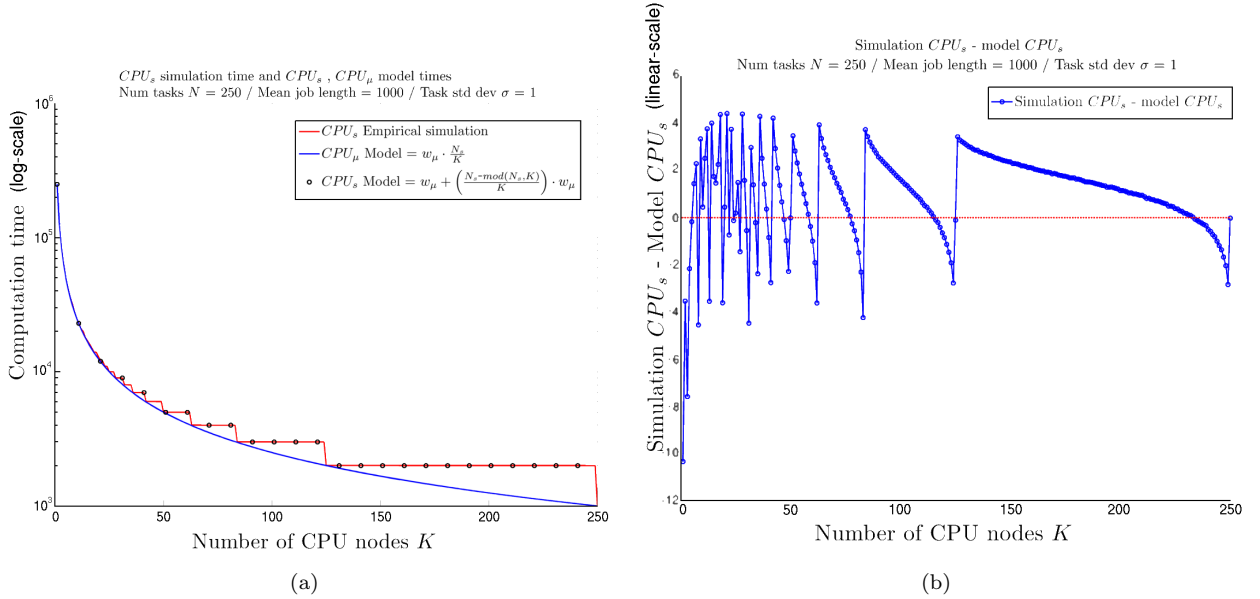 CPU_s simulation time and CPU_s , CPU_μ model times
Num tasks N = 250 / Mean job length = 1000 / Task std dev σ = 1
10^6
10^5
10^4
10^3
Computation time (log-scale)
CPU_s Empirical simulation
CPU_μ Model = w_μ · N_s/K
CPU_s Model = w_μ + ( (N_s-mod(N_s,K))/K ) · w_μ
0 50 100 150 200 250
Number of CPU nodes K
(a)
Simulation CPU_s - model CPU_s
Num tasks N = 250 / Mean job length = 1000 / Task std dev σ = 1
Simulation CPU_s - Model CPU_s (linear-scale)
6
4
2
0
-2
-4
-6
-8
-10
-12
Simulation CPU_s - model CPU_s
0 50 100 150 200 250
Number of CPU nodes K
(b)